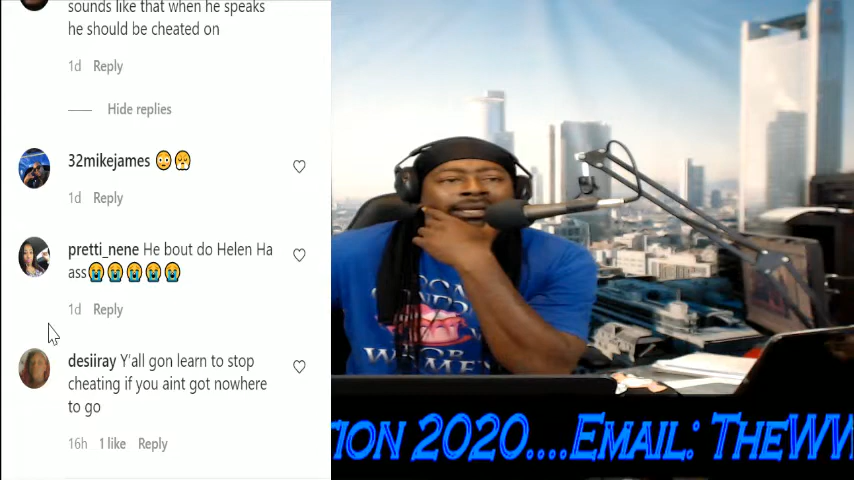 sounds like that when he speaks
he should be cheated on
1d Reply
Hide replies
32mikejames 😳😤
1d Reply
pretti_nene He bout do Helen Ha
ass😭😭😭😭😭
1d Reply
desiiray Y'all gon learn to stop
cheating if you aint got nowhere
to go
16h 1 like Reply
TION 2020....EMAIL: THEWW